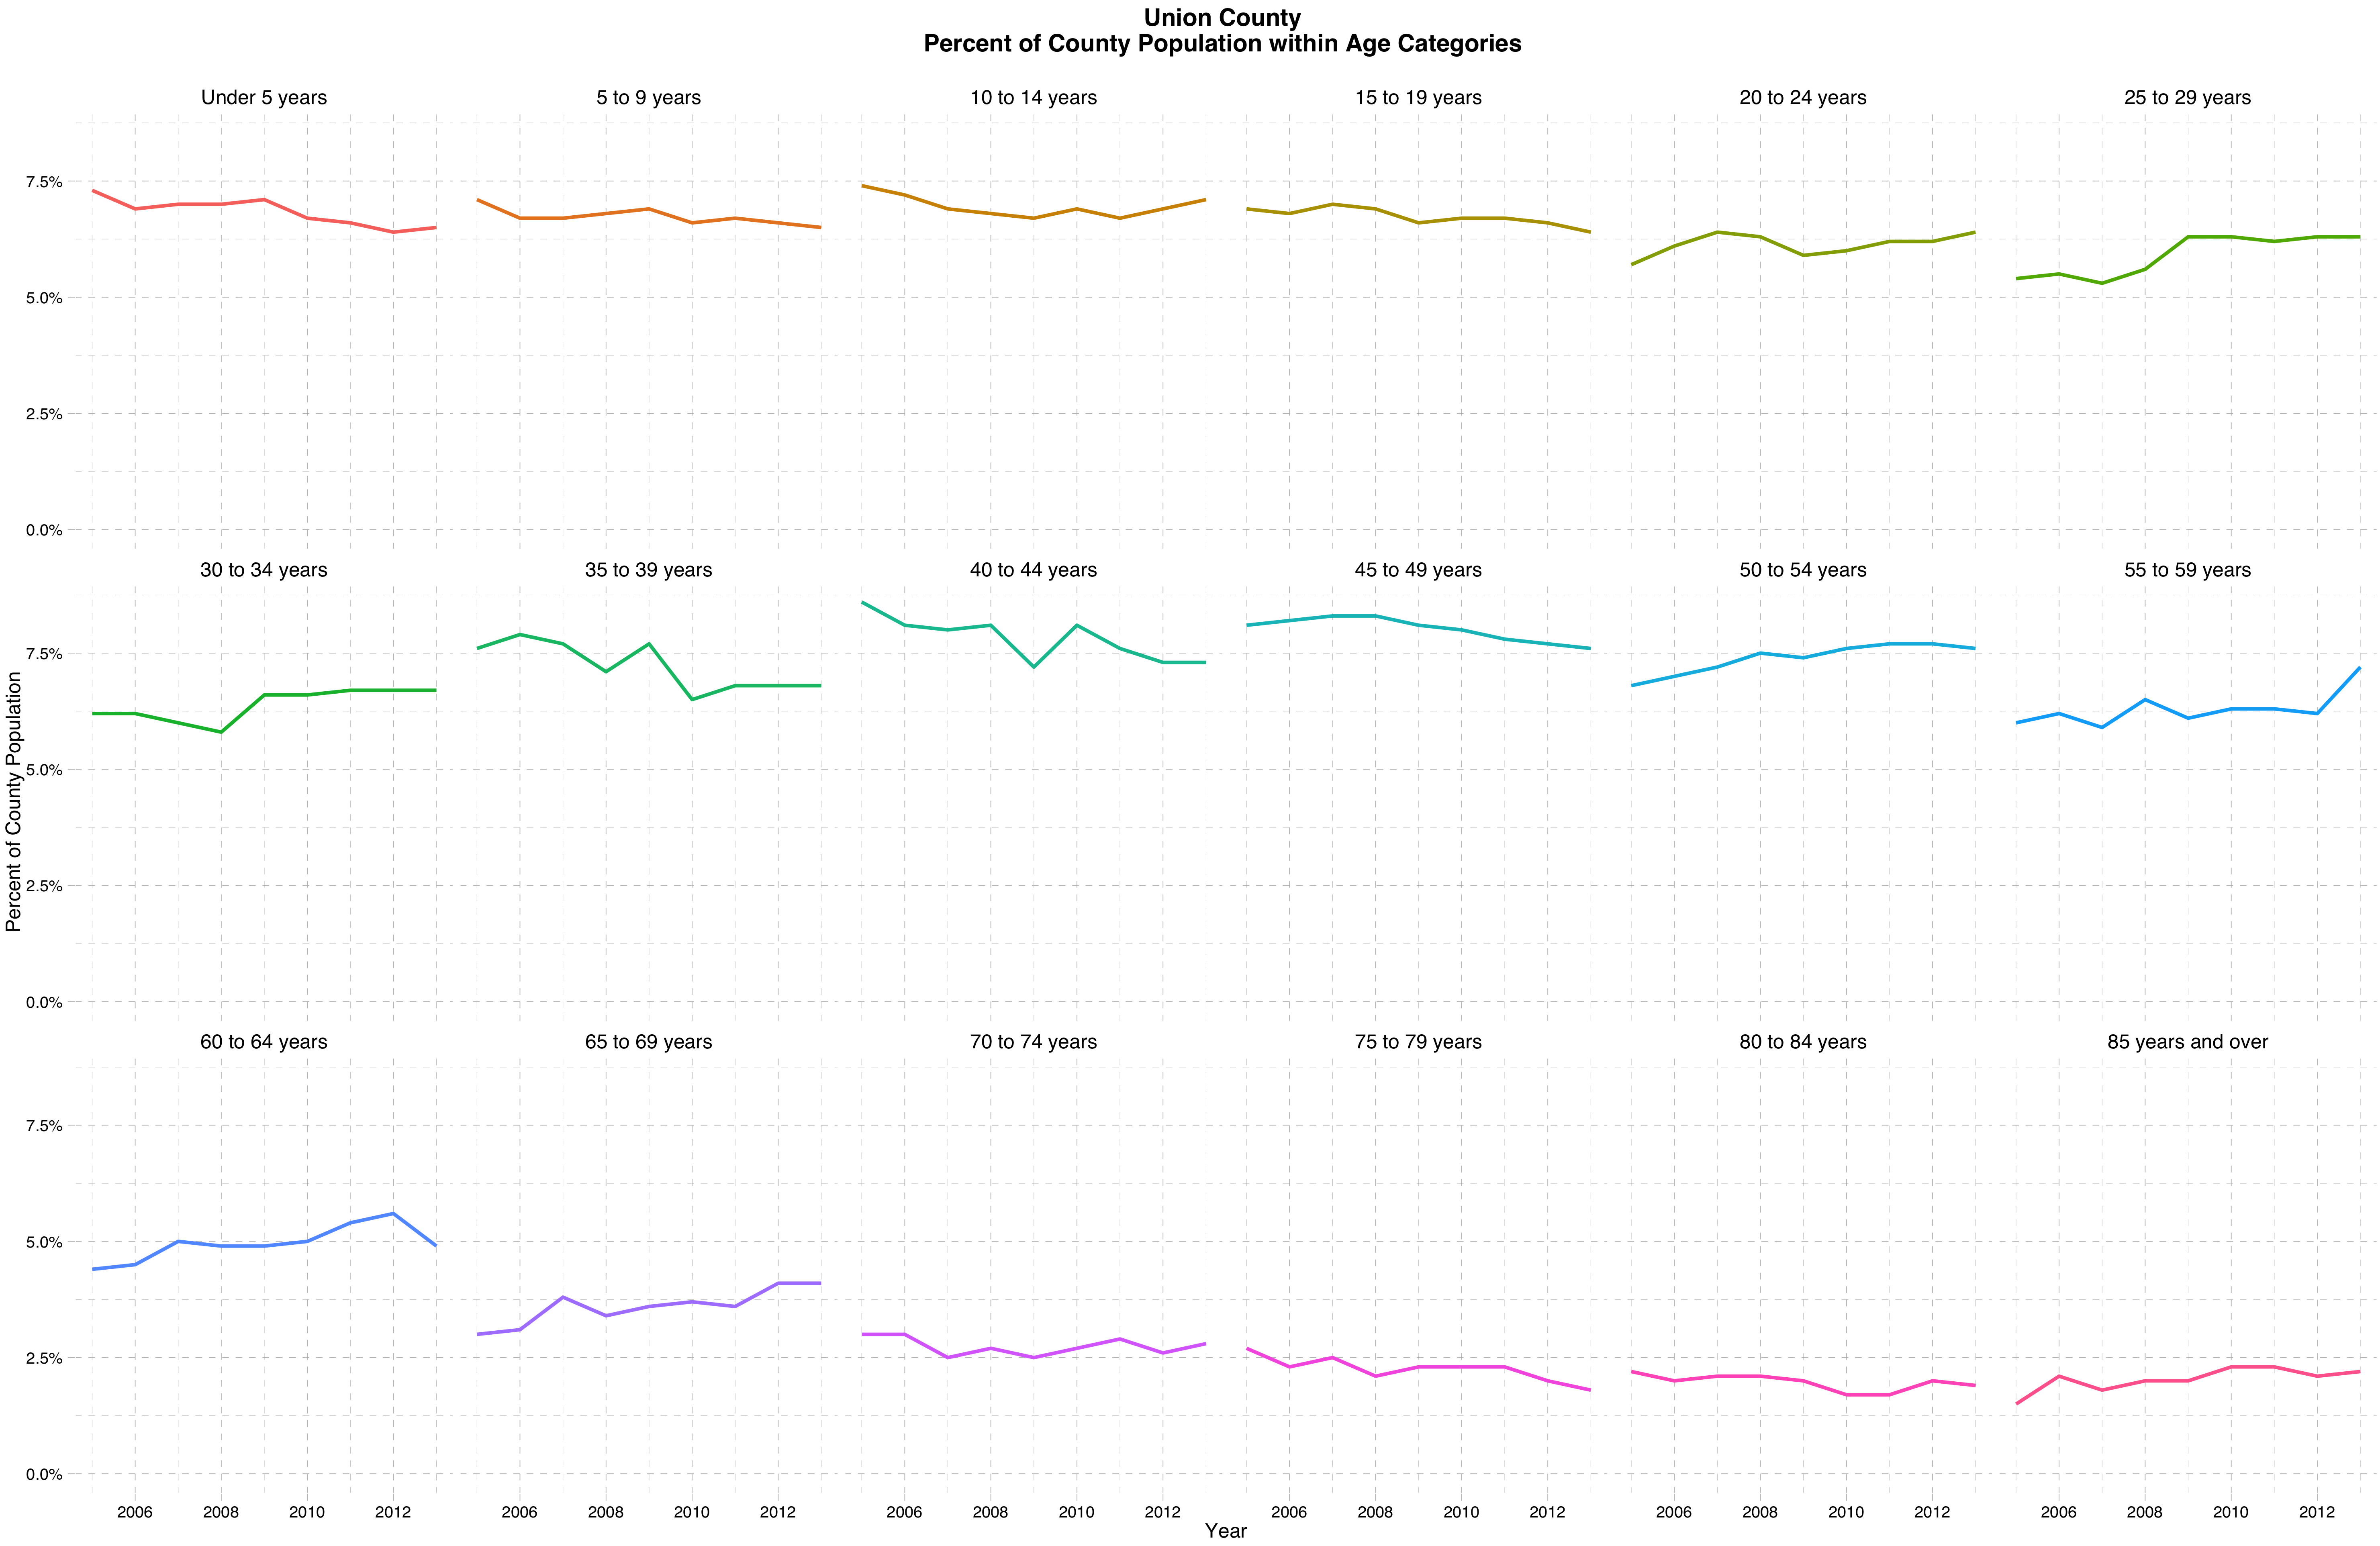 Union County
Percent of County Population within Age Categories
Under 5 years
5 to 9 years
10 to 14 years
15 to 19 years
20 to 24 years
25 to 29 years
7.5%
5.0%
2.5%
0.0%
30 to 34 years
35 to 39 years
40 to 44 years
45 to 49 years
50 to 54 years
55 to 59 years
7.5%
5.0%
2.5%
0.0%
Percent of County Population
60 to 64 years
65 to 69 years
70 to 74 years
75 to 79 years
80 to 84 years
85 years and over
7.5%
5.0%
2.5%
0.0%
2006 2008 2010 2012
2006 2008 2010 2012
2006 2008 2010 2012
2006 2008 2010 2012
2006 2008 2010 2012
2006 2008 2010 2012
Year